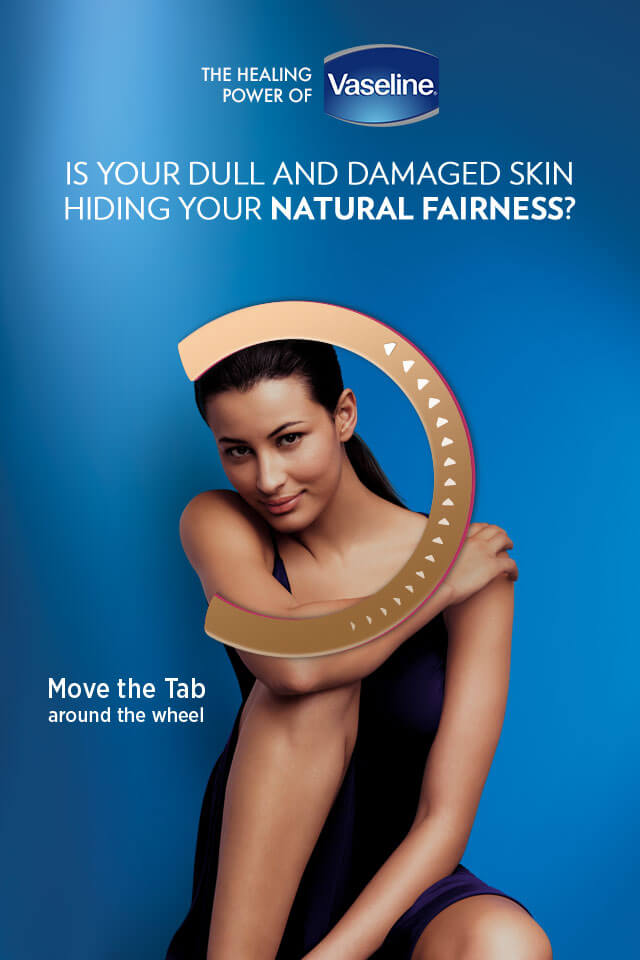 THE HEALING
POWER OF
Vaseline®
IS YOUR DULL AND DAMAGED SKIN
HIDING YOUR NATURAL FAIRNESS?
Move the Tab
around the wheel